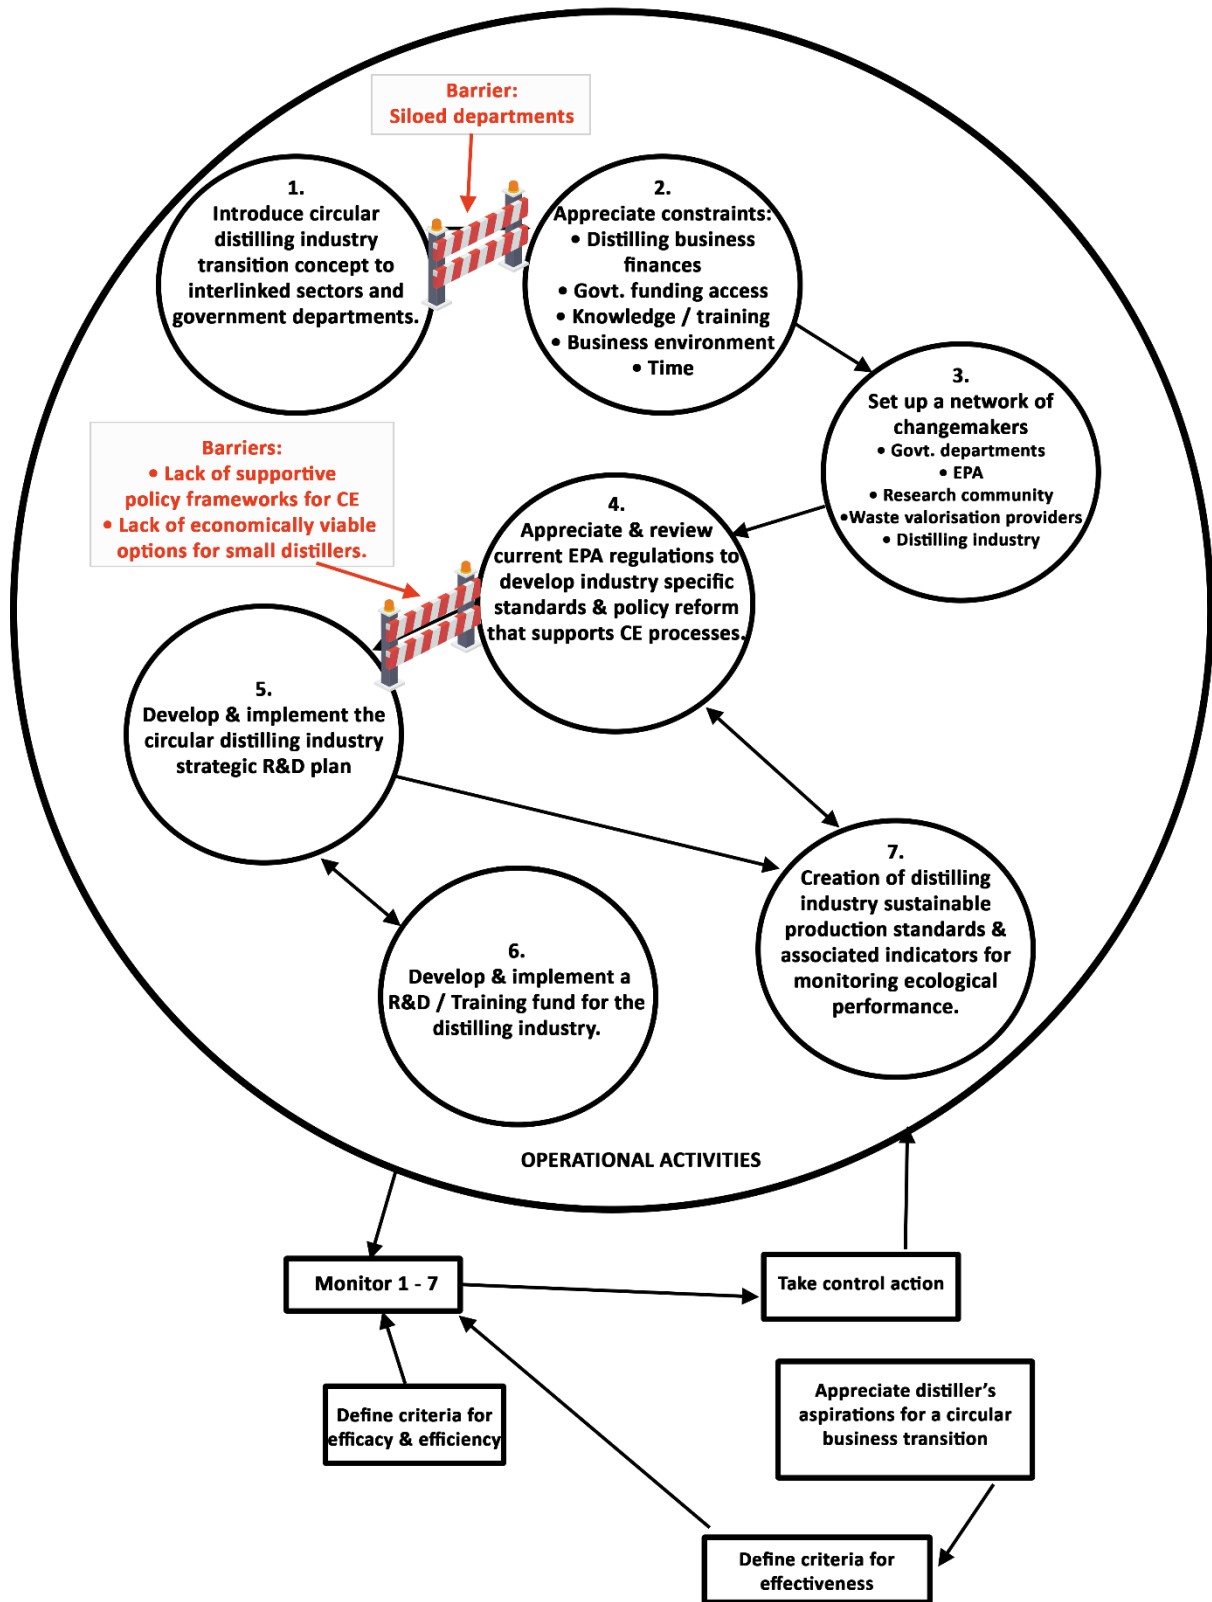 Barrier:
Siloed departments
1.
Introduce circular
distilling industry
transition concept to
interlinked sectors and
government departments.
2.
Appreciate constraints:
• Distilling business
finances
• Govt. funding access
• Knowledge / training
• Business environment
• Time
3.
Set up a network of
changemakers
• Govt. departments
• EPA
• Research community
•Waste valorisation providers
• Distilling industry
Barriers:
• Lack of supportive
policy frameworks for CE
• Lack of economically viable
options for small distillers.
4.
Appreciate & review
current EPA regulations to
develop industry specific
standards & policy reform
that supports CE processes.
5.
Develop & implement the
circular distilling industry
strategic R&D plan
6.
Develop & implement a
R&D / Training fund for the
distilling industry.
7.
Creation of distilling
industry sustainable
production standards &
associated indicators for
monitoring ecological
performance.
OPERATIONAL ACTIVITIES
Monitor 1 - 7
Take control action
Define criteria for
efficacy & efficiency
Appreciate distiller’s
aspirations for a circular
business transition
Define criteria for
effectiveness